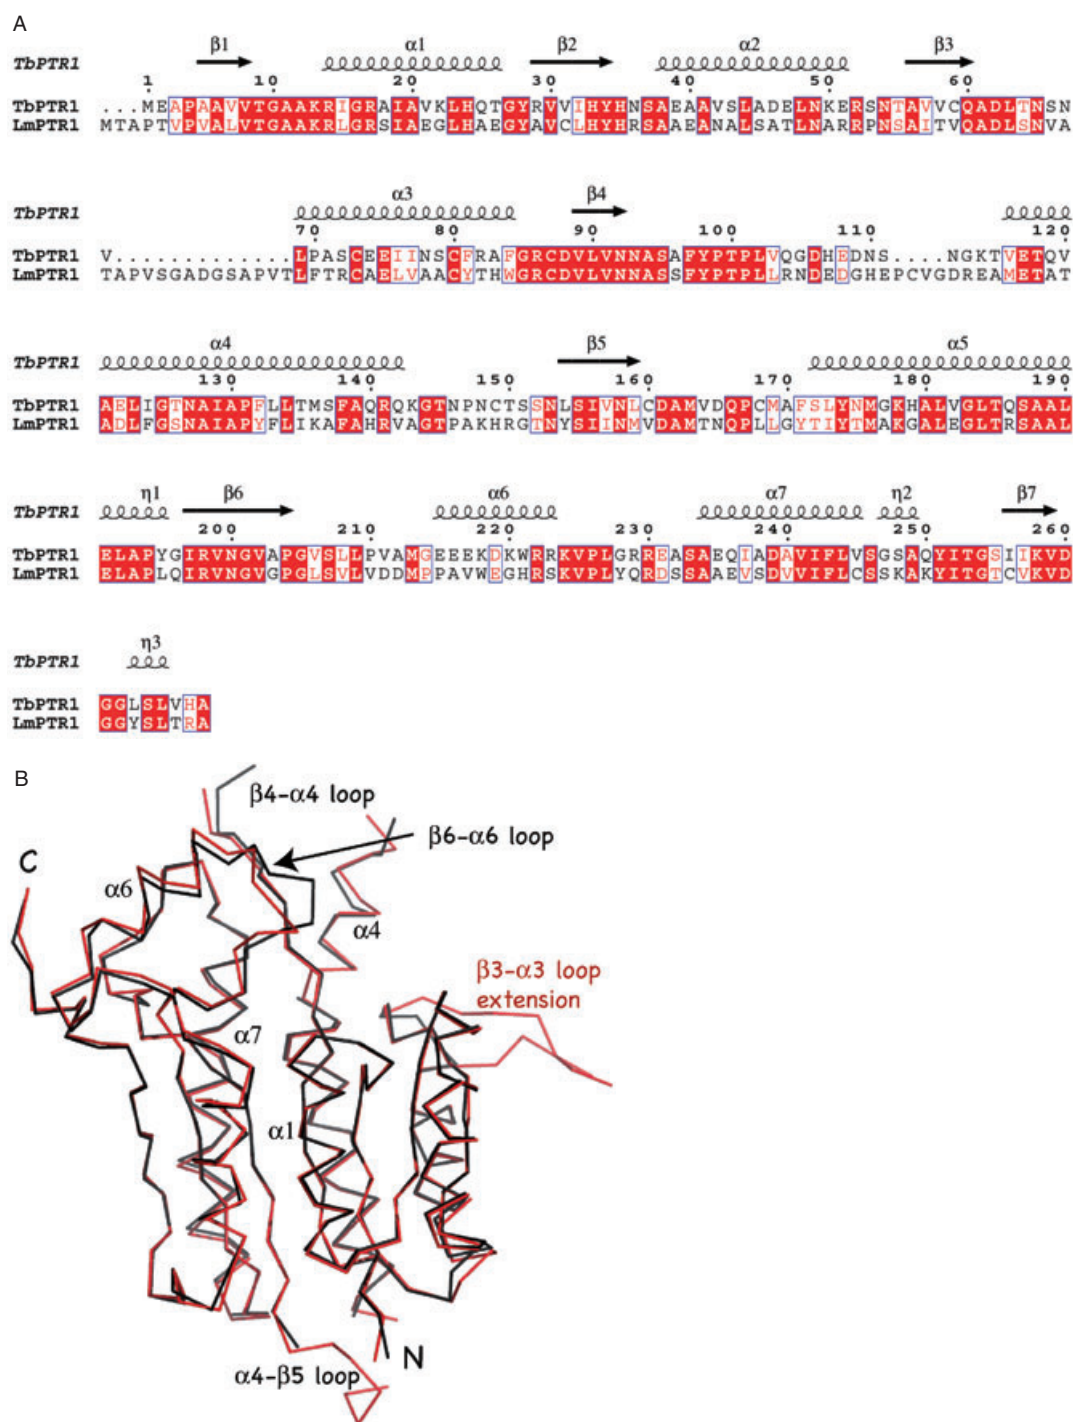 A
β1 α1 β2 α2 β3
TbPTR1
1 10 20 30 40 50 60
TbPTR1 ...MEAPAAVVTGAAKRIGRAIAVKLHQTGYRVVIHYHNSAEAAVSLADELNKERSNTAVVCQADLTNSN
LmPTR1 MTAPTVPVALVTGAAKRLGRSIAEGLHAEGYAVCLHYHRSAAEANALSATLNARRPNSAITVQADLSNVA
α3 β4
TbPTR1
70 80 90 100 110 120
TbPTR1 V.............LPASCEEIINSCFRAFGRCDVLVNNASAFYPTPLVQGDHEDNS....NGKTVETQV
LmPTR1 TAPVSGADGSAPVTLFTRCAELVAACYTHWGRCDVLVNNASSFYPTPLLRNDEDGHEPCVGDREAMETAT
α4 β5 α5
TbPTR1
130 140 150 160 170 180 190
TbPTR1 AELIGTNAIAPFLLTMSFAQRQKGTNPNCTSSNLSIVNLCDAMVDQPCMAFSLYNMGKHALVGLTQSAAL
LmPTR1 ADLFGSNAIAPYFLIKAFAHRVAGTPAKHRGTNYSIINMVDAMTNQPLLGYTIYTMAKGALEGLTRSAAL
η1 β6 α6 α7 η2 β7
TbPTR1
200 210 220 230 240 250 260
TbPTR1 ELAPYGIRVNGVAPGVSLLPVAMGEEEKDKWRRKVPLGRREASAEQIADAVIFLVSGSAQYITGSIIKVD
LmPTR1 ELAPLQIRVNGVGPGLSVLVDDMPPAVWEGHRSKVPLYQRDSSAAEVSDVVIFLCSSKAKYITGTCVKVD
η3
TbPTR1
TbPTR1 GGLSLVHA
LmPTR1 GGYSLTRA
B
β4-α4 loop
β6-α6 loop
C
α6
α4
β3-α3 loop
extension
α7
α1
N
α4-β5 loop